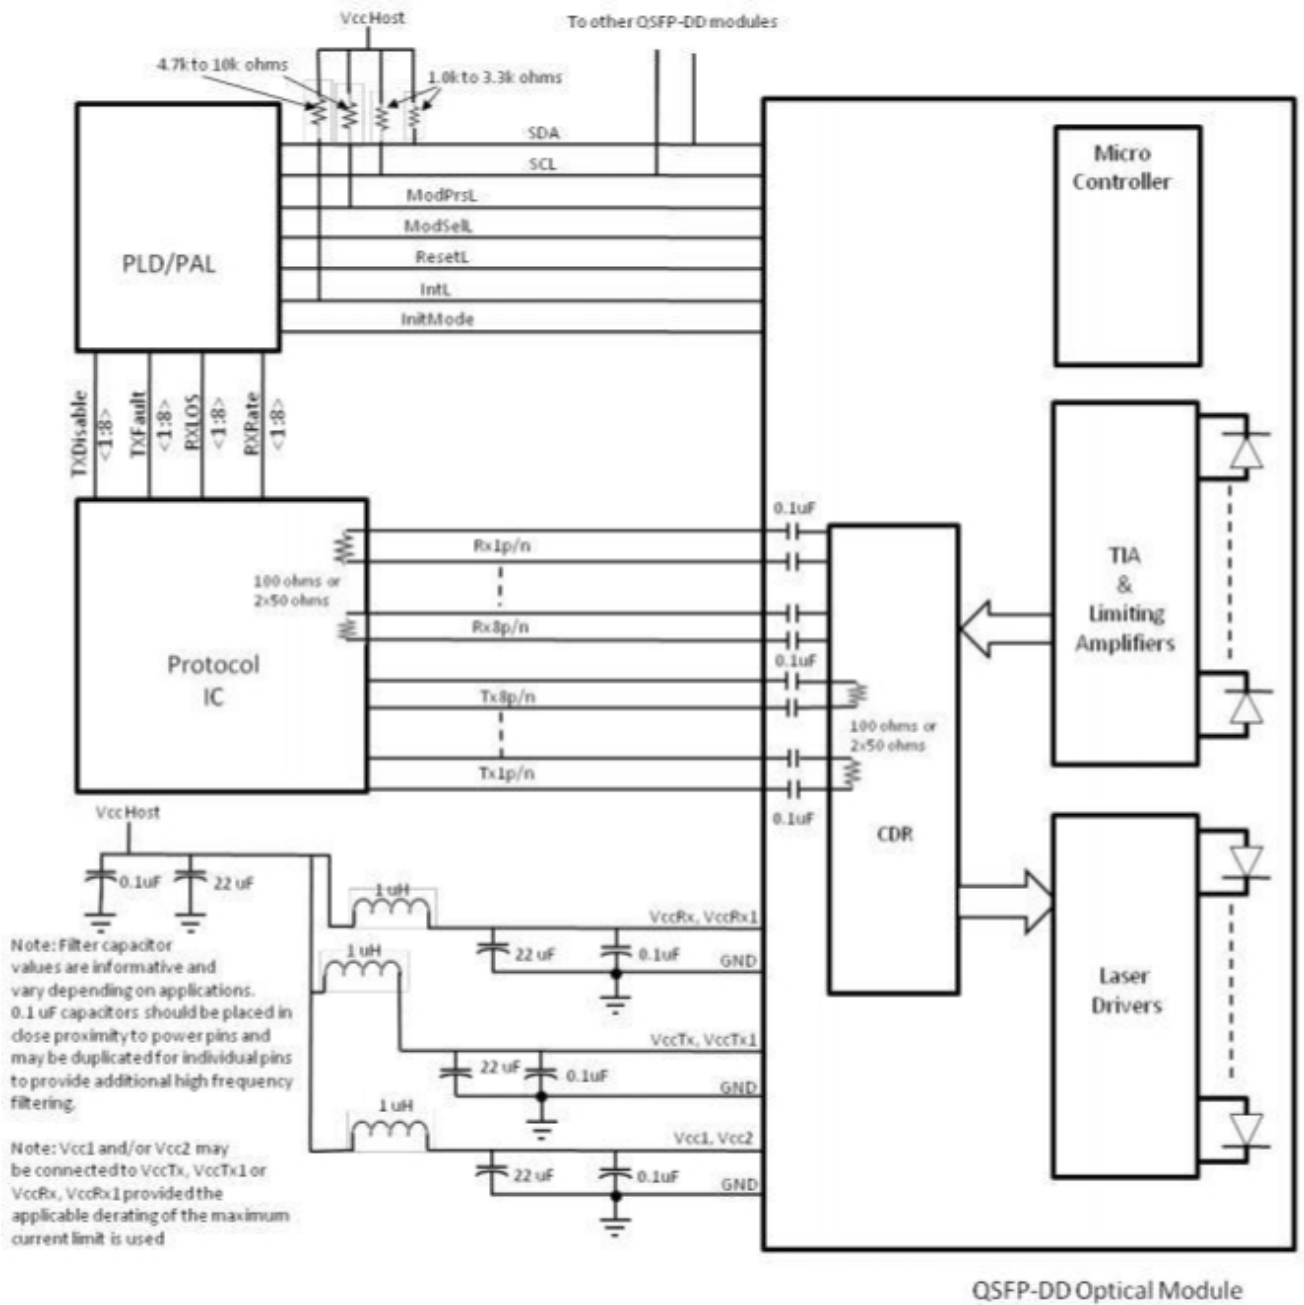 VccHost
To other QSFP-DD modules
4.7k to 10k ohms
1.0k to 3.3k ohms
SDA
SCL
ModPrsL
ModSelL
ResetL
IntL
InitMode
PLD/PAL
Micro
Controller
TXDisable
<1:8>
TXFault
<1:8>
RXLOS
<1:8>
RXRate
<1:8>
0.1uF
Rx1p/n
100 ohms or
2x50 ohms
Rx8p/n
0.1uF
Tx8p/n
100 ohms or
2x50 ohms
Tx1p/n
0.1uF
Protocol
IC
CDR
TIA
&
Limiting
Amplifiers
Laser
Drivers
VccHost
0.1uF
22 uF
1 uH
VccRx, VccRx1
22 uF
0.1uF
GND
1 uH
VccTx, VccTx1
22 uF
0.1uF
GND
1 uH
Vcc1, Vcc2
22 uF
0.1uF
GND
Note: Filter capacitor
values are informative and
vary depending on applications.
0.1 uF capacitors should be placed in
close proximity to power pins and
may be duplicated for individual pins
to provide additional high frequency
filtering.
Note: Vcc1 and/or Vcc2 may
be connected to VccTx, VccTx1 or
VccRx, VccRx1 provided the
applicable derating of the maximum
current limit is used
QSFP-DD Optical Module